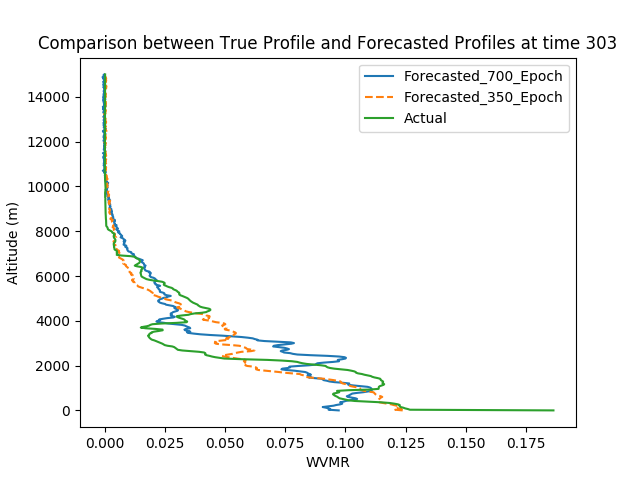 Comparison between True Profile and Forecasted Profiles at time 303
Forecasted_700_Epoch
Forecasted_350_Epoch
Actual
Altitude (m)
14000
12000
10000
8000
6000
4000
2000
0
0.000 0.025 0.050 0.075 0.100 0.125 0.150 0.175
WVMR